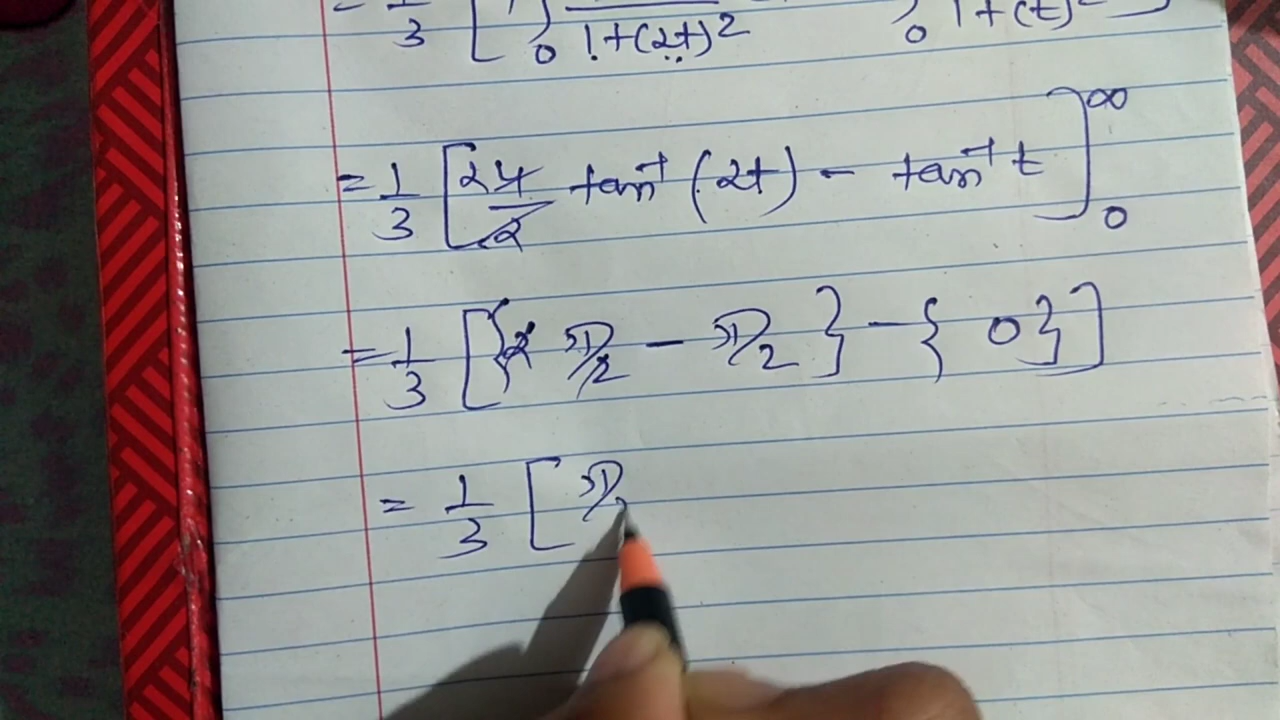 = 1/3 [ ∫₀ 1+(2t)² ∫₀ 1+(t)² ]
= 1/3 [ 2 4/2 tan⁻¹ (2t) - tan⁻¹ t ]₀^∞
= 1/3 [ { 2 π/2 - π/2 } - { 0 } ]
= 1/3 [ π